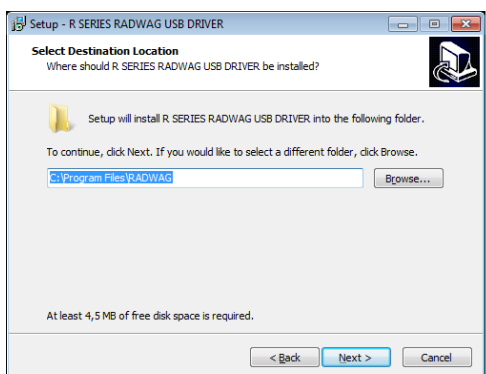 Setup - R SERIES RADWAG USB DRIVER
Select Destination Location
Where should R SERIES RADWAG USB DRIVER be installed?
Setup will install R SERIES RADWAG USB DRIVER into the following folder.
To continue, click Next. If you would like to select a different folder, click Browse.
C:\Program Files\RADWAG
Browse...
At least 4,5 MB of free disk space is required.
< Back
Next >
Cancel